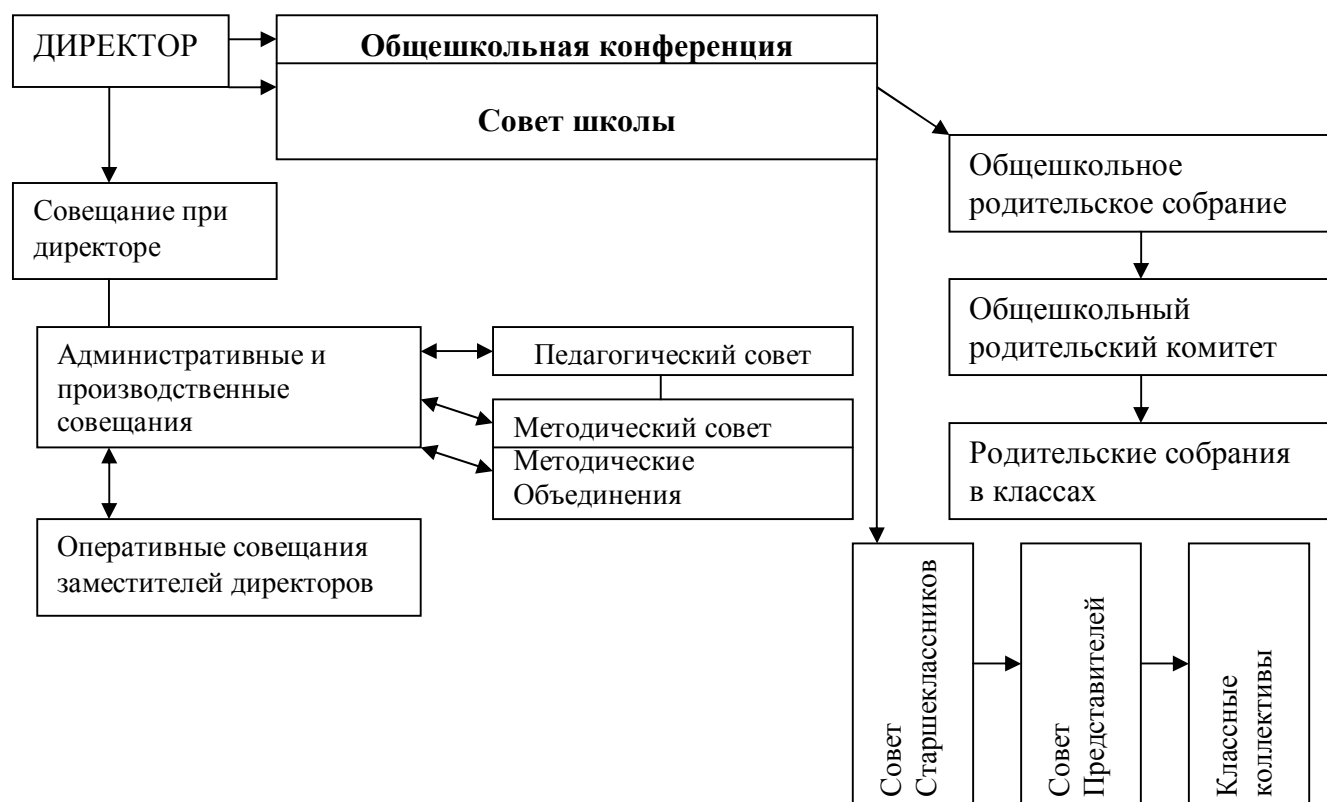 ДИРЕКТОР
Общешкольная конференция
Совет школы
Общешкольное
родительское собрание
Совещание при
директоре
Общешкольный
родительский комитет
Административные и
производственные
совещания
Педагогический совет
Методический совет
Методические
Объединения
Родительские собрания
в классах
Оперативные совещания
заместителей директоров
Совет
Старшеклассников
Совет
Представителей
Классные
коллективы